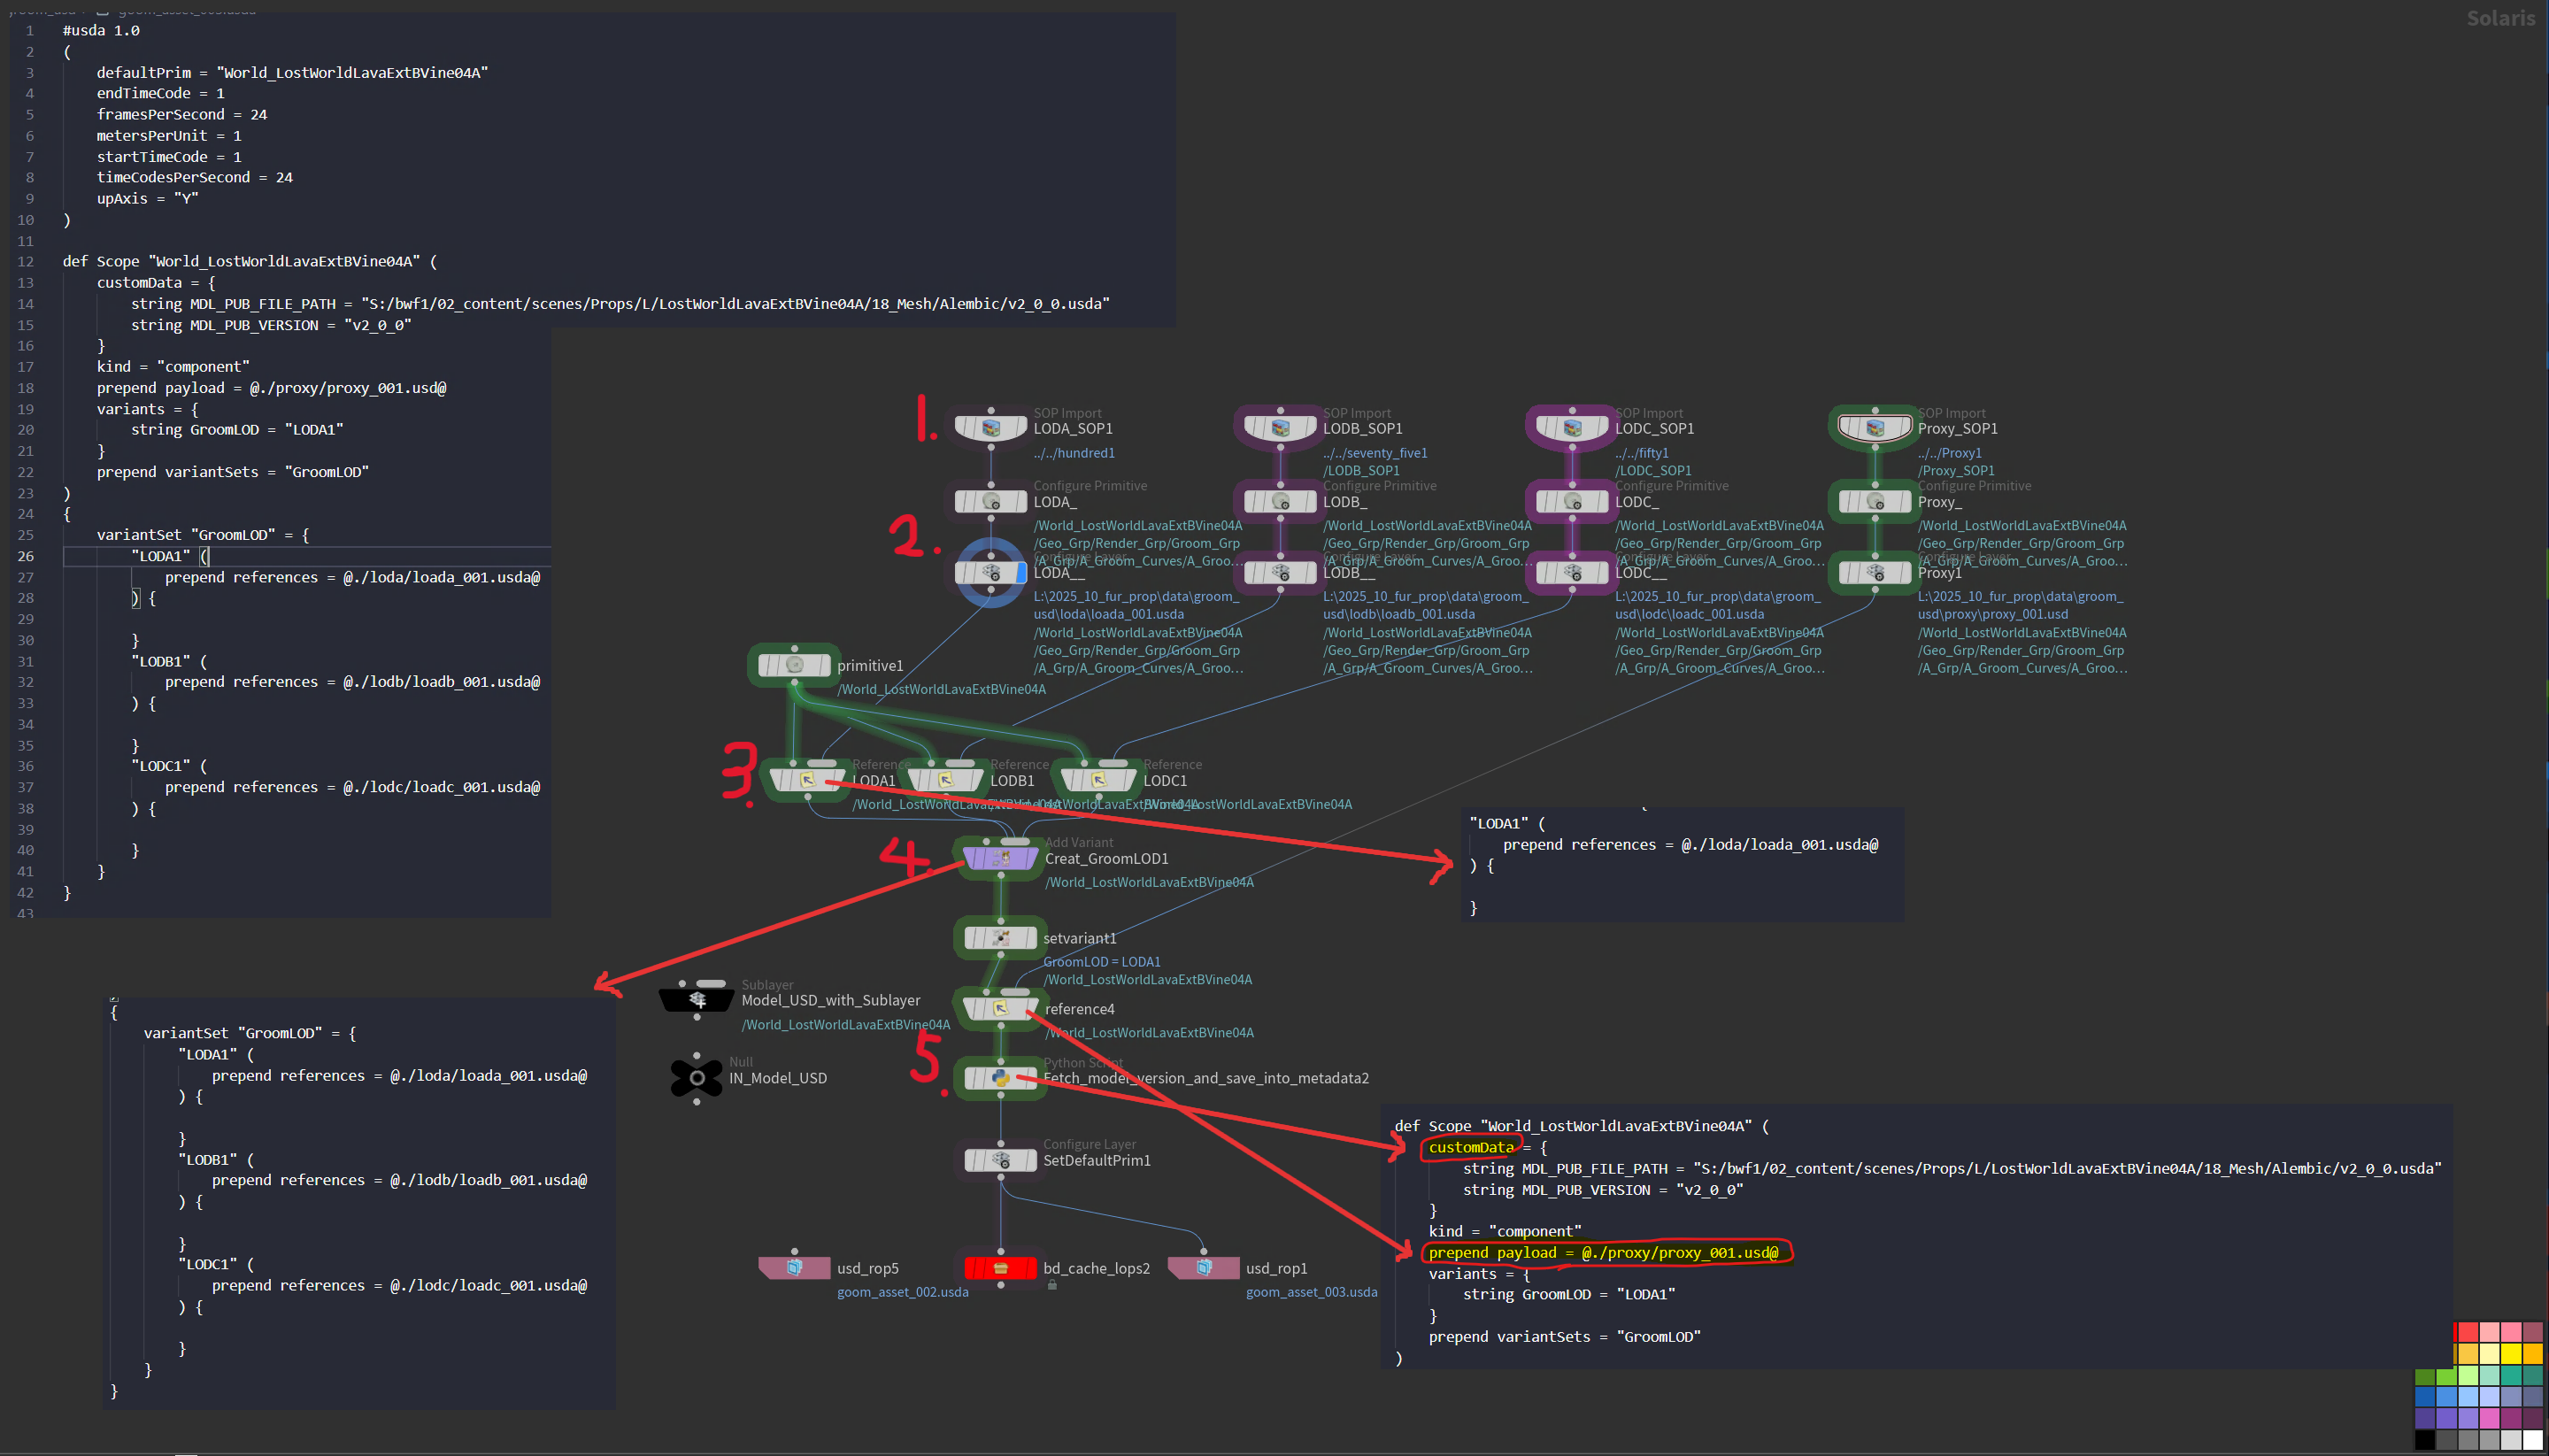 Solaris
1 #usda 1.0
2 (
3 defaultPrim = "World_LostWorldLavaExtBVine04A"
4 endTimeCode = 1
5 framesPerSecond = 24
6 metersPerUnit = 1
7 startTimeCode = 1
8 timeCodesPerSecond = 24
9 upAxis = "Y"
10 )
11
12 def Scope "World_LostWorldLavaExtBVine04A" (
13 customData = {
14 string MDL_PUB_FILE_PATH = "S:/bwf1/02_content/scenes/Props/L/LostWorldLavaExtBVine04A/18_Mesh/Alembic/v2_0_0.usda"
15 string MDL_PUB_VERSION = "v2_0_0"
16 }
17 kind = "component"
18 prepend payload = @./proxy/proxy_001.usd@
19 variants = {
20 string GroomLOD = "LODA1"
21 }
22 prepend variantSets = "GroomLOD"
23 )
24 {
25 variantSet "GroomLOD" = {
26 "LODA1" (
27 prepend references = @./loda/loada_001.usda@
28 ) {
29
30 }
31 "LODB1" (
32 prepend references = @./lodb/loadb_001.usda@
33 ) {
34
35 }
36 "LODC1" (
37 prepend references = @./lodc/loadc_001.usda@
38 ) {
39
40 }
41 }
42 }
43
1.
SOP Import
LODA_SOP1
../../hundred1
SOP Import
LODB_SOP1
../../seventy_five1
/LODB_SOP1
SOP Import
LODC_SOP1
../../fifty1
/LODC_SOP1
SOP Import
Proxy_SOP1
../../Proxy1
/Proxy_SOP1
Configure Primitive
LODA_
/World_LostWorldLavaExtBVine04A
/Geo_Grp/Render_Grp/Groom_Grp
/A_Grp/A_Groom_Curves/A_Groo...
Configure Primitive
LODB_
/World_LostWorldLavaExtBVine04A
/Geo_Grp/Render_Grp/Groom_Grp
/A_Grp/A_Groom_Curves/A_Groo...
Configure Primitive
LODC_
/World_LostWorldLavaExtBVine04A
/Geo_Grp/Render_Grp/Groom_Grp
/A_Grp/A_Groom_Curves/A_Groo...
Configure Primitive
Proxy_
/World_LostWorldLavaExtBVine04A
/Geo_Grp/Render_Grp/Groom_Grp
/A_Grp/A_Groom_Curves/A_Groo...
2.
Configure Layer
LODA__
L:\2025_10_fur_prop\data\groom_
usd\loda\loada_001.usda
/World_LostWorldLavaExtBVine04A
/Geo_Grp/Render_Grp/Groom_Grp
/A_Grp/A_Groom_Curves/A_Groo...
Configure Layer
LODB__
L:\2025_10_fur_prop\data\groom_
usd\lodb\loadb_001.usda
/World_LostWorldLavaExtBVine04A
/Geo_Grp/Render_Grp/Groom_Grp
/A_Grp/A_Groom_Curves/A_Groo...
Configure Layer
LODC__
L:\2025_10_fur_prop\data\groom_
usd\lodc\loadc_001.usda
/World_LostWorldLavaExtBVine04A
/Geo_Grp/Render_Grp/Groom_Grp
/A_Grp/A_Groom_Curves/A_Groo...
Configure Layer
Proxy1
L:\2025_10_fur_prop\data\groom_
usd\proxy\proxy_001.usd
/World_LostWorldLavaExtBVine04A
/Geo_Grp/Render_Grp/Groom_Grp
/A_Grp/A_Groom_Curves/A_Groo...
primitive1
/World_LostWorldLavaExtBVine04A
3.
Reference
LODA1
Reference
LODB1
Reference
LODC1
/World_LostWorldLavaExtBVine04A
4.
Add Variant
Creat_GroomLOD1
/World_LostWorldLavaExtBVine04A
"LODA1" (
prepend references = @./loda/loada_001.usda@
) {
}
setvariant1
GroomLOD = LODA1
/World_LostWorldLavaExtBVine04A
Sublayer
Model_USD_with_Sublayer
/World_LostWorldLavaExtBVine04A
reference4
/World_LostWorldLavaExtBVine04A
Null
IN_Model_USD
5.
Python Script
Fetch_model_version_and_save_into_metadata2
Configure Layer
SetDefaultPrim1
usd_rop5
goom_asset_002.usda
bd_cache_lops2
usd_rop1
goom_asset_003.usda
{
variantSet "GroomLOD" = {
"LODA1" (
prepend references = @./loda/loada_001.usda@
) {
}
"LODB1" (
prepend references = @./lodb/loadb_001.usda@
) {
}
"LODC1" (
prepend references = @./lodc/loadc_001.usda@
) {
}
}
}
def Scope "World_LostWorldLavaExtBVine04A" (
customData = {
string MDL_PUB_FILE_PATH = "S:/bwf1/02_content/scenes/Props/L/LostWorldLavaExtBVine04A/18_Mesh/Alembic/v2_0_0.usda"
string MDL_PUB_VERSION = "v2_0_0"
}
kind = "component"
prepend payload = @./proxy/proxy_001.usd@
variants = {
string GroomLOD = "LODA1"
}
prepend variantSets = "GroomLOD"
)